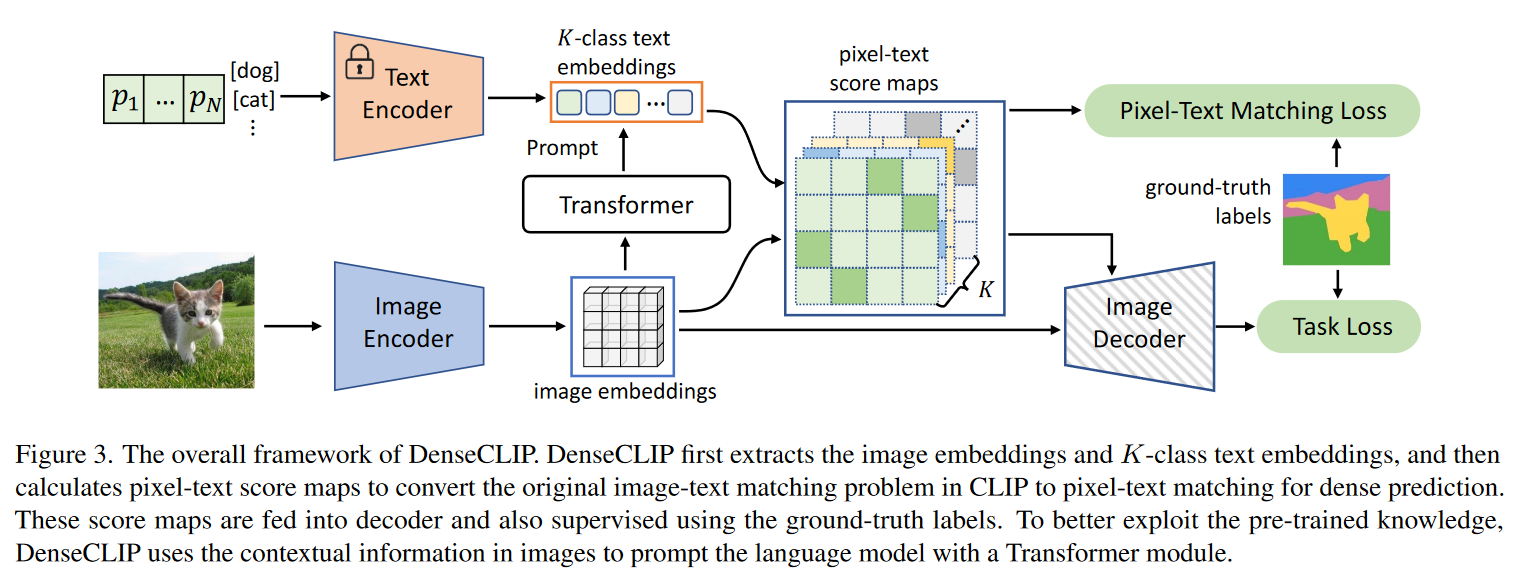 p1 ... pN
[dog]
[cat]
⋮
Text
Encoder
K-class text
embeddings
...
Prompt
Transformer
pixel-text
score maps
...
K
Pixel-Text Matching Loss
ground-truth
labels
Image
Encoder
image embeddings
Image
Decoder
Task Loss
Figure 3. The overall framework of DenseCLIP. DenseCLIP first extracts the image embeddings and K-class text embeddings, and then
calculates pixel-text score maps to convert the original image-text matching problem in CLIP to pixel-text matching for dense prediction.
These score maps are fed into decoder and also supervised using the ground-truth labels. To better exploit the pre-trained knowledge,
DenseCLIP uses the contextual information in images to prompt the language model with a Transformer module.